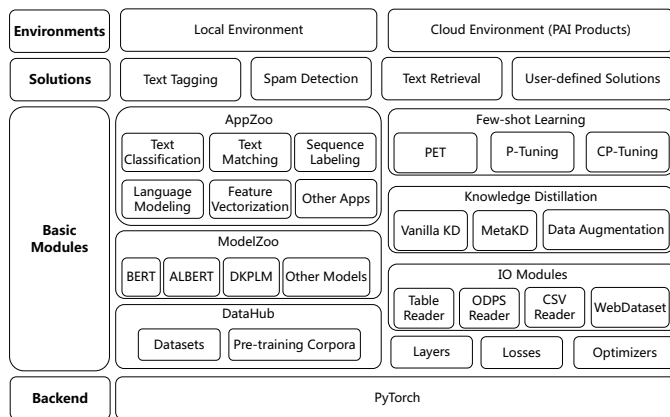 Environments
Local Environment
Cloud Environment (PAI Products)
Solutions
Text Tagging
Spam Detection
Text Retrieval
User-defined Solutions
Basic
Modules
AppZoo
Text
Classification
Text
Matching
Sequence
Labeling
Language
Modeling
Feature
Vectorization
Other Apps
ModelZoo
BERT
ALBERT
DKPLM
Other Models
DataHub
Datasets
Pre-training Corpora
Few-shot Learning
PET
P-Tuning
CP-Tuning
Knowledge Distillation
Vanilla KD
MetaKD
Data Augmentation
IO Modules
Table
Reader
ODPS
Reader
CSV
Reader
WebDataset
Layers
Losses
Optimizers
Backend
PyTorch